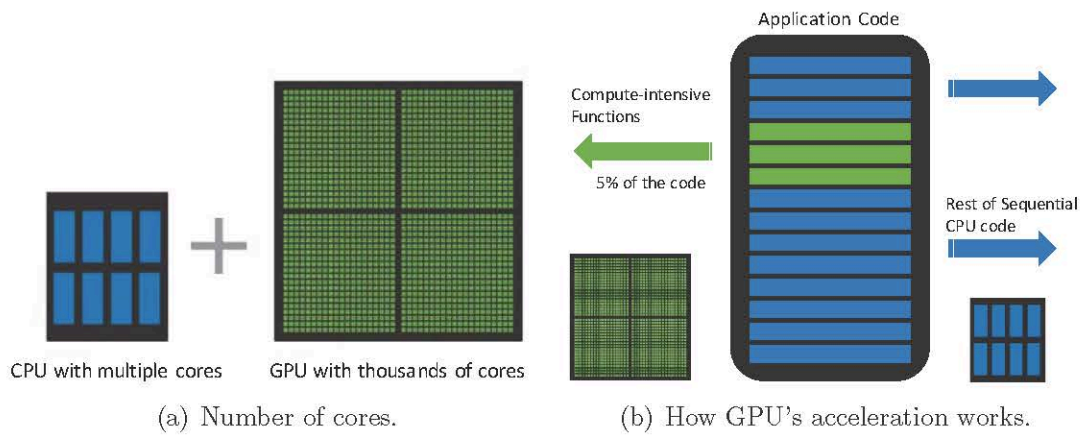 Application Code
Compute-intensive
Functions
5% of the code
Rest of Sequential
CPU code
CPU with multiple cores
GPU with thousands of cores
(a) Number of cores.
(b) How GPU's acceleration works.